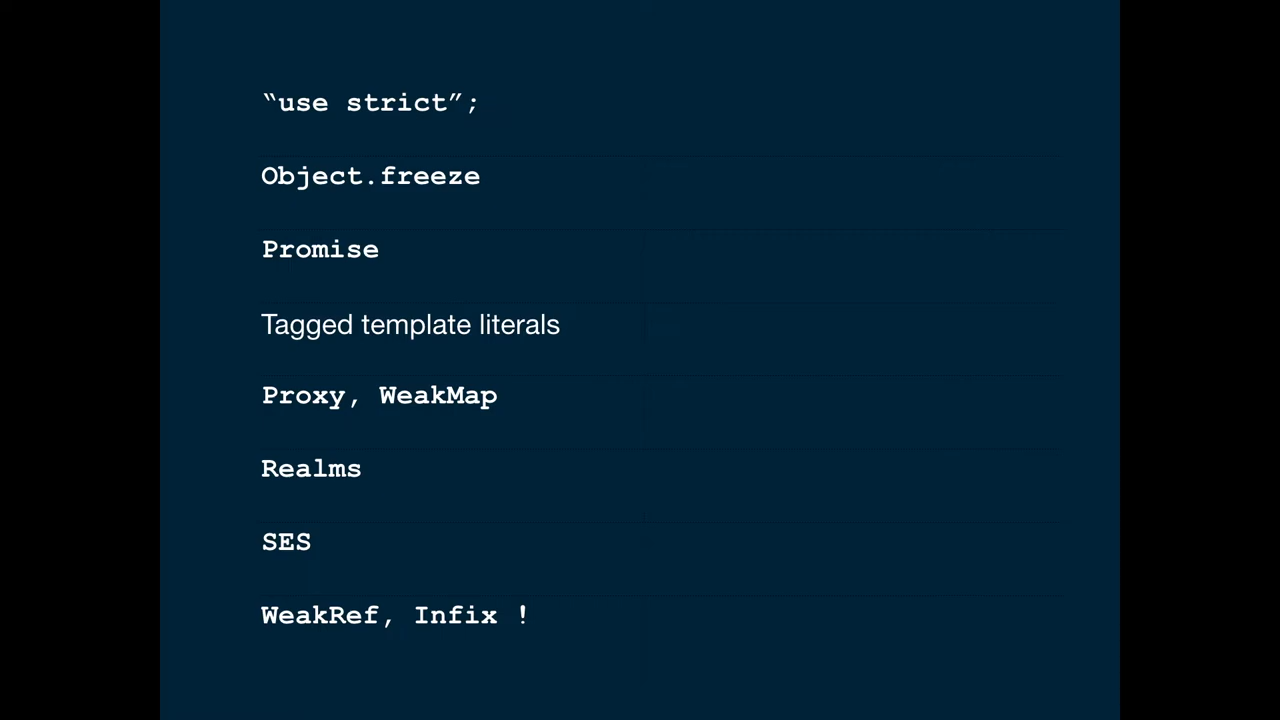 “use strict”;
Object.freeze
Promise
Tagged template literals
Proxy, WeakMap
Realms
SES
WeakRef, Infix !